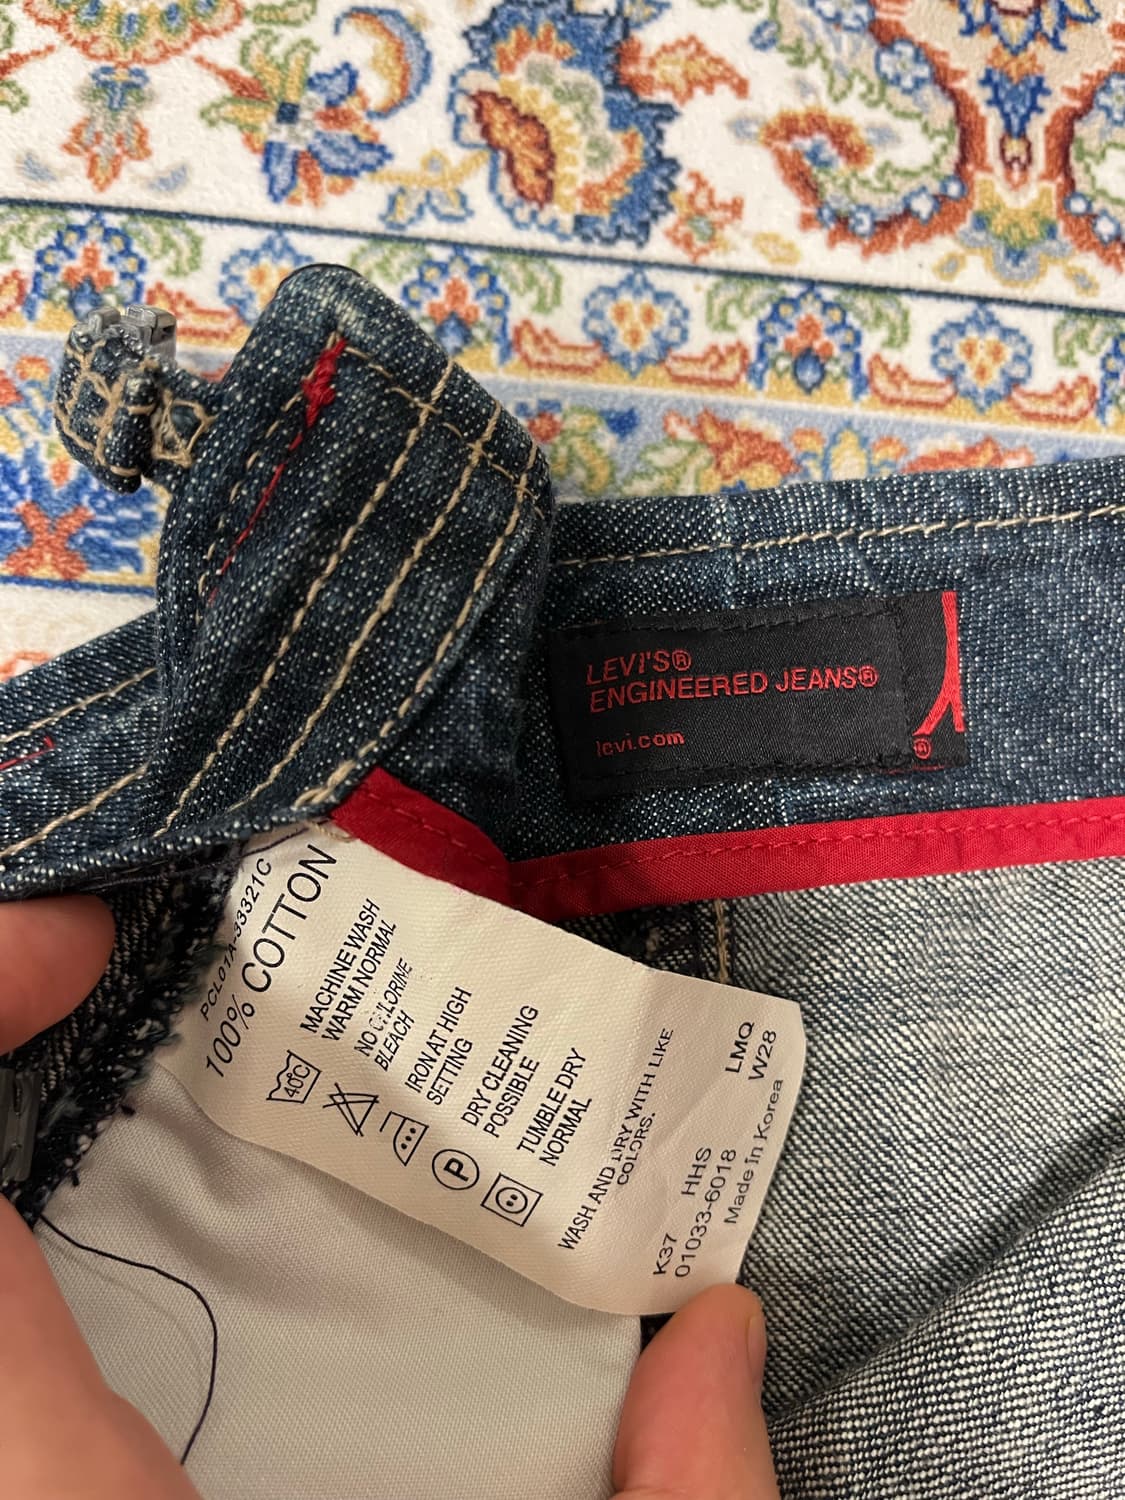 LEVI'S®
ENGINEERED JEANS®
levi.com
®
PCL01A-33321C
100% COTTON
40°C
MACHINE WASH
WARM NORMAL
NO CHLORINE
BLEACH
IRON AT HIGH
SETTING
P
DRY CLEANING
POSSIBLE
TUMBLE DRY
NORMAL
WASH AND DRY WITH LIKE
COLORS.
LMQ
W28
K37 HHS
01033-6018
Made in Korea